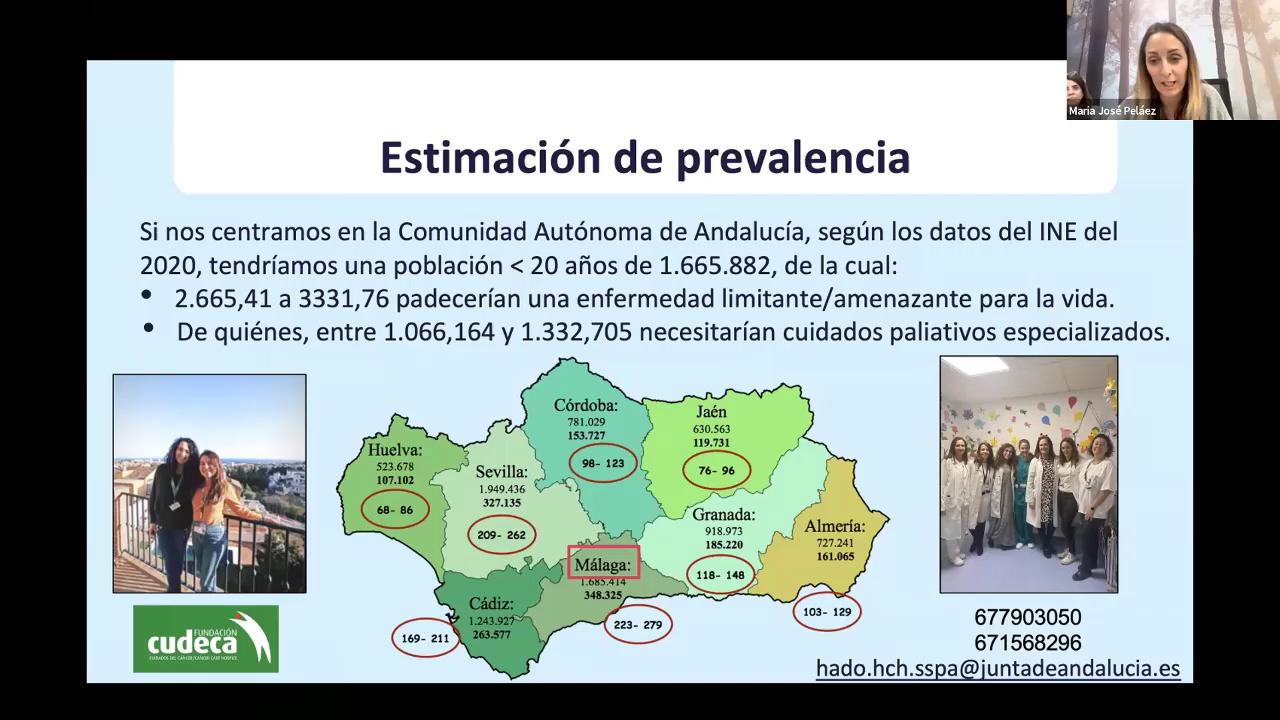 Maria José Peláez
Estimación de prevalencia
Si nos centramos en la Comunidad Autónoma de Andalucía, según los datos del INE del
2020, tendríamos una población < 20 años de 1.665.882, de la cual:
• 2.665,41 a 3331,76 padecerían una enfermedad limitante/amenazante para la vida.
• De quiénes, entre 1.066,164 y 1.332,705 necesitarían cuidados paliativos especializados.
Córdoba:
781.029
153.727
98- 123
Jaén
630.563
119.731
76- 96
Huelva:
523.678
107.102
68- 86
Sevilla:
1.949.436
327.135
209- 262
Granada:
918.973
185.220
118- 148
Almería:
727.241
161.065
103- 129
Málaga:
1.685.414
348.325
223- 279
Cádiz:
1.243.927
263.577
169- 211
FUNDACIÓN
cudeca
CUIDADOS DEL CÁNCER/CANCER CARE HOSPICE
677903050
671568296
hado.hch.sspa@juntadeandalucia.es